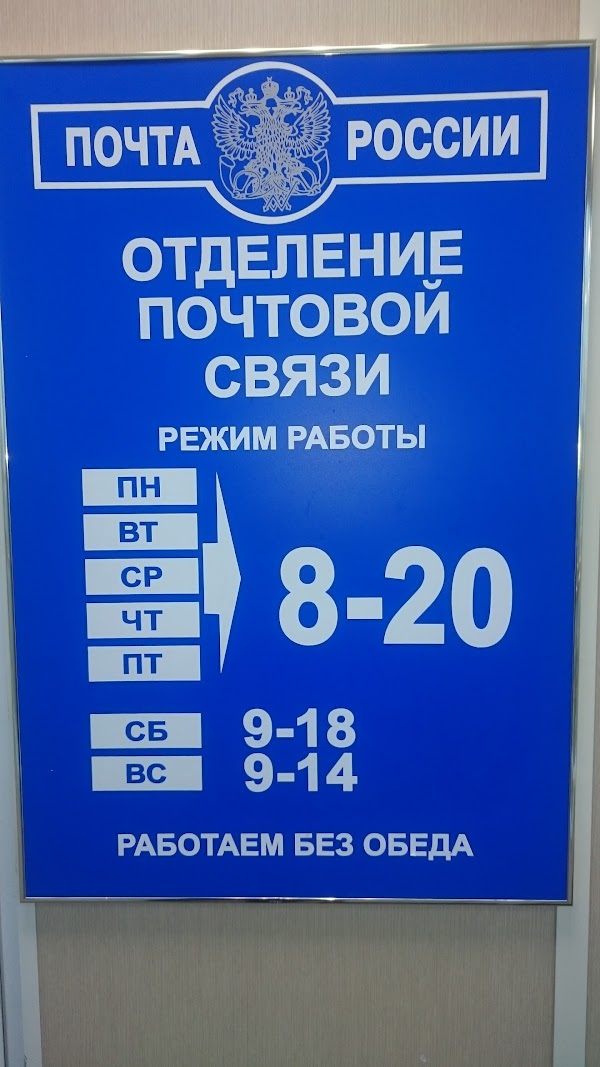 ПОЧТА РОССИИ
ОТДЕЛЕНИЕ
ПОЧТОВОЙ
СВЯЗИ
РЕЖИМ РАБОТЫ
ПН
ВТ
СР
ЧТ
ПТ
8-20
СБ 9-18
ВС 9-14
РАБОТАЕМ БЕЗ ОБЕДА